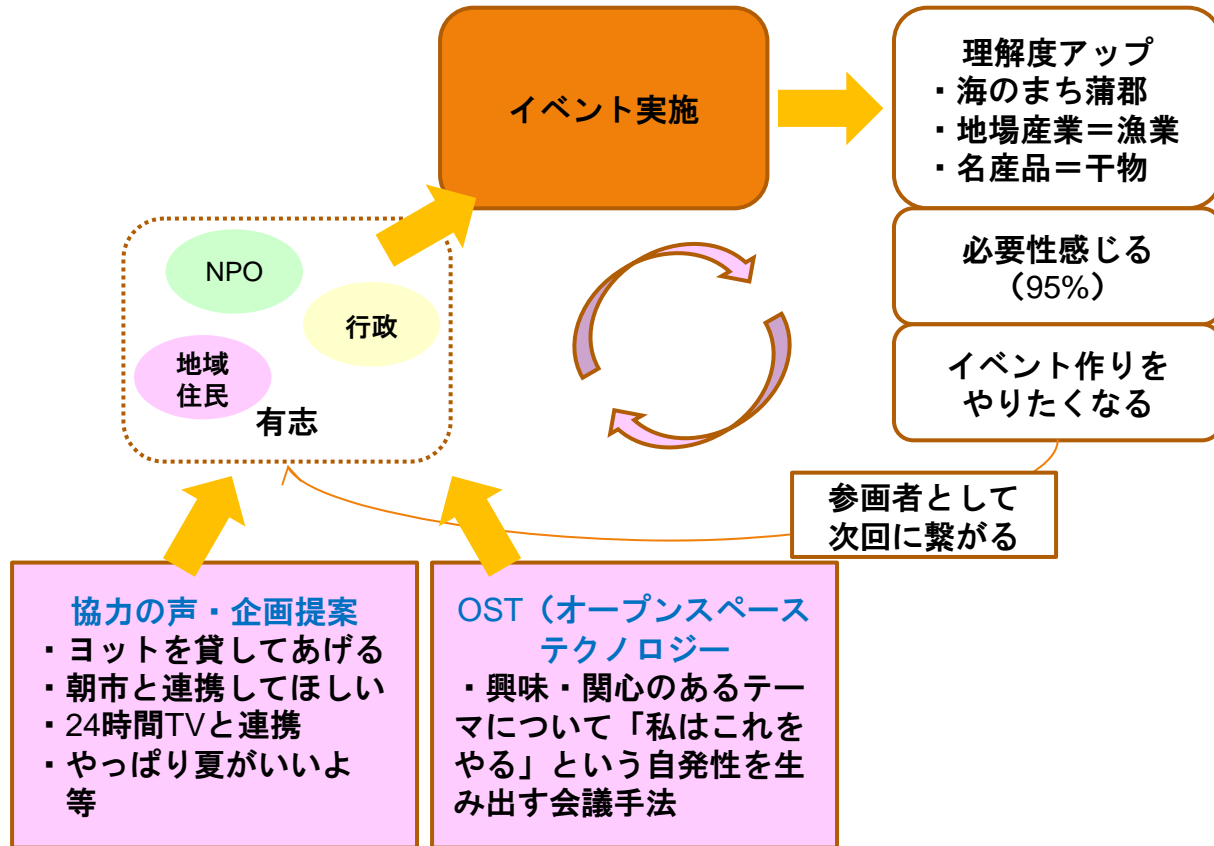 イベント実施
理解度アップ
・海のまち蒲郡
・地場産業＝漁業
・名産品＝干物
必要性感じる
（95%）
イベント作りを
やりたくなる
NPO
行政
地域
住民
有志
参画者として
次回に繋がる
協力の声・企画提案
・ヨットを貸してあげる
・朝市と連携してほしい
・24時間TVと連携
・やっぱり夏がいいよ
等
OST（オープンスペース
テクノロジー
・興味・関心のあるテー
マについて「私はこれを
やる」という自発性を生
み出す会議手法